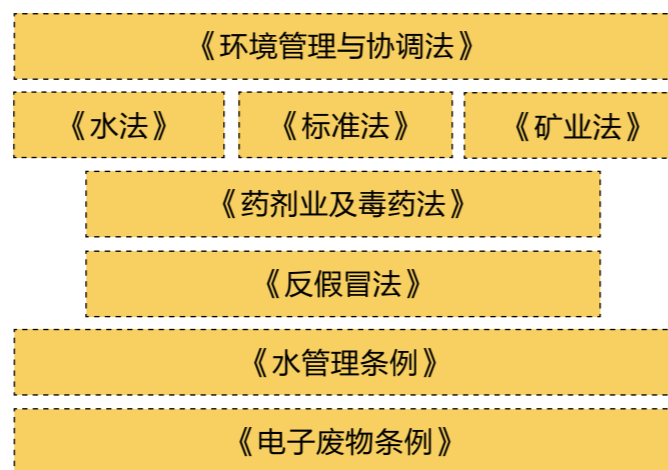 《环境管理与协调法》
《水法》 《标准法》 《矿业法》
《药剂业及毒药法》
《反假冒法》
《水管理条例》
《电子废物条例》